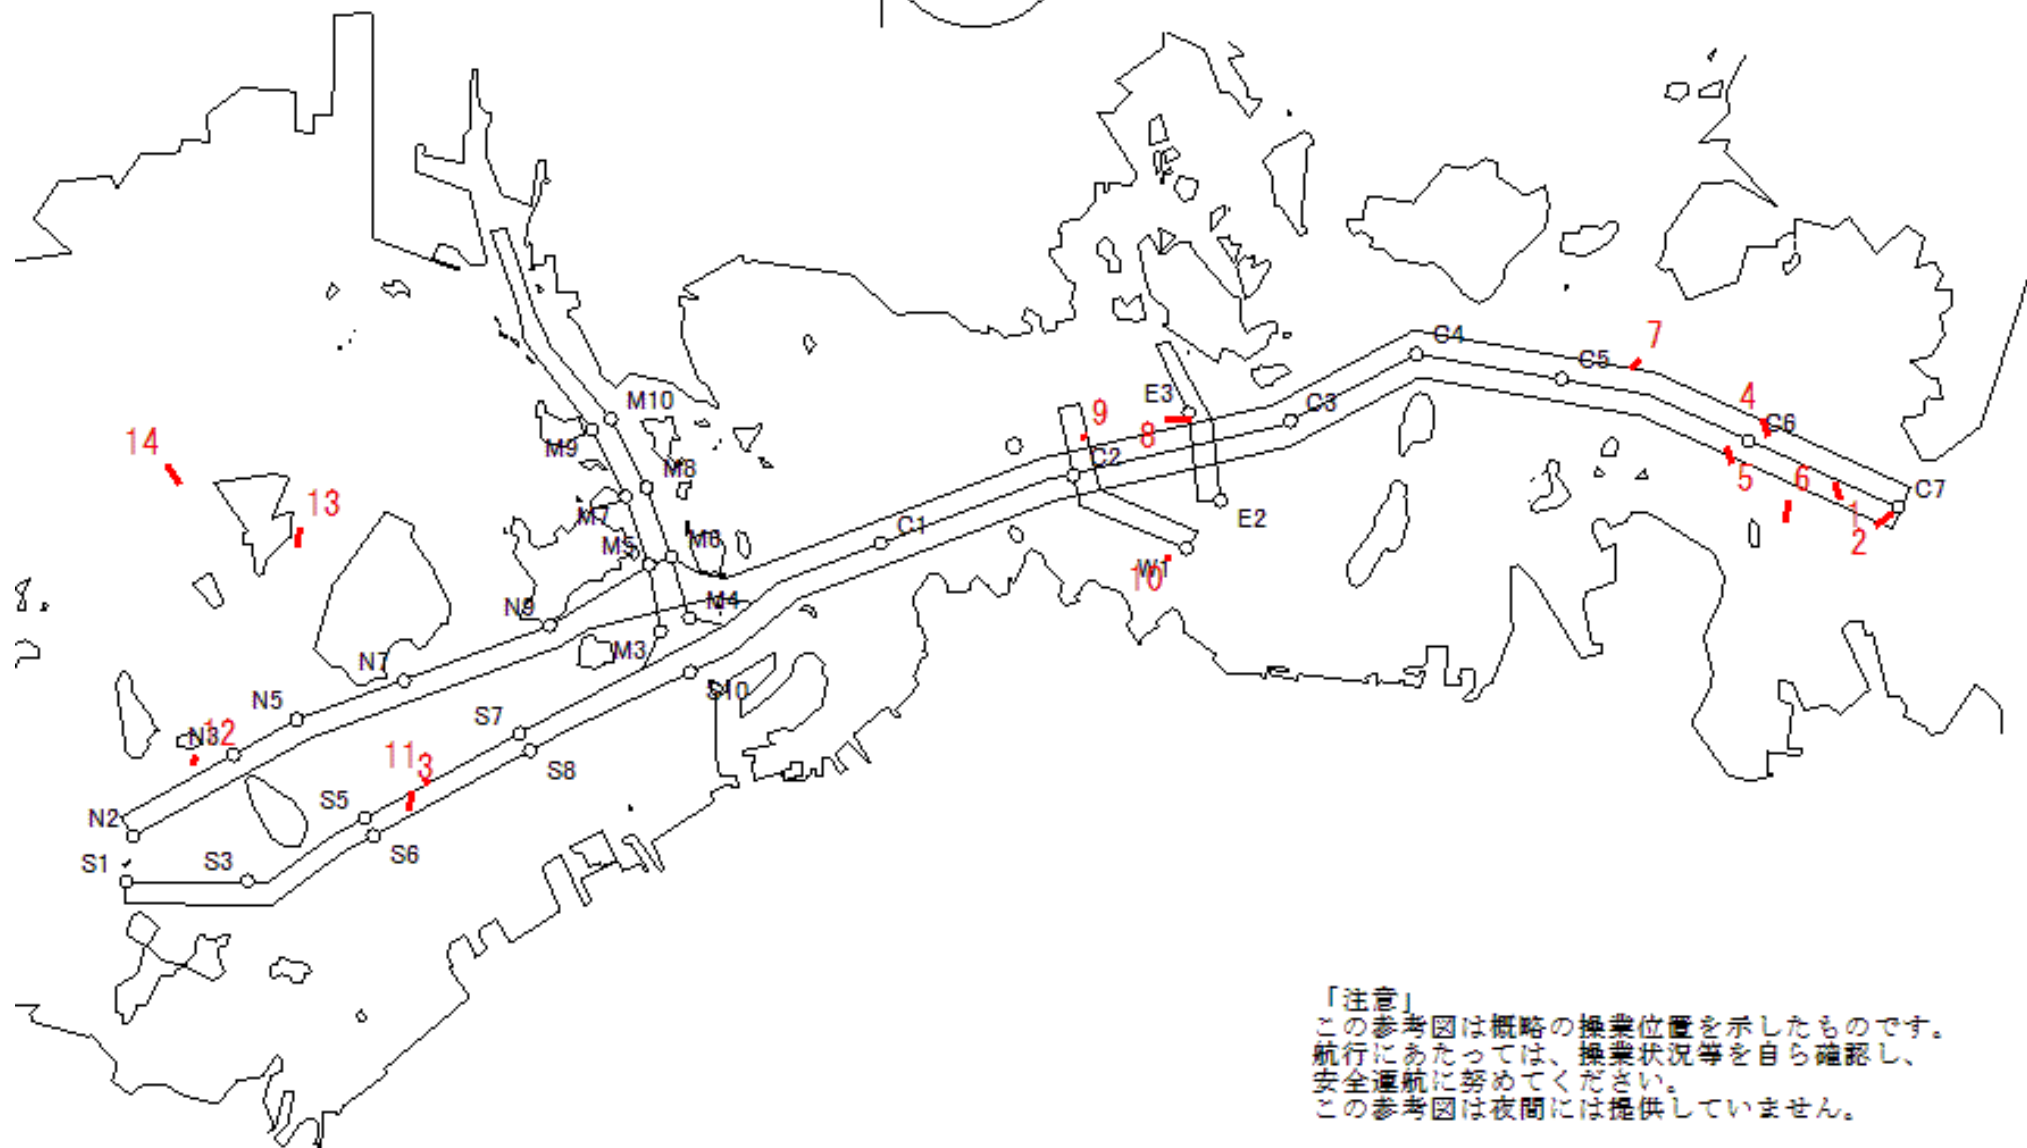 C4
7
C5
M10
E3
9
C3
4
C6
14
M9
8
M8
C2
5
6
C7
13
M7
E2
1
C1
M5
M6
2
W1
10
N9
M4
M3
N7
S10
N5
S7
N3
12
11
3
S8
S5
N2
S6
S1
S3
「注意」
この参考図は概略の操業位置を示したものです。
航行にあたっては、操業状況等を自ら確認し、
安全運航に努めてください。
この参考図は夜間には提供していません。